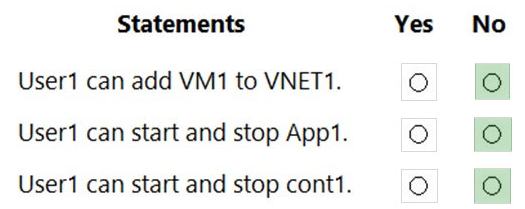 Statements Yes No
User1 can add VM1 to VNET1.
User1 can start and stop App1.
User1 can start and stop cont1.